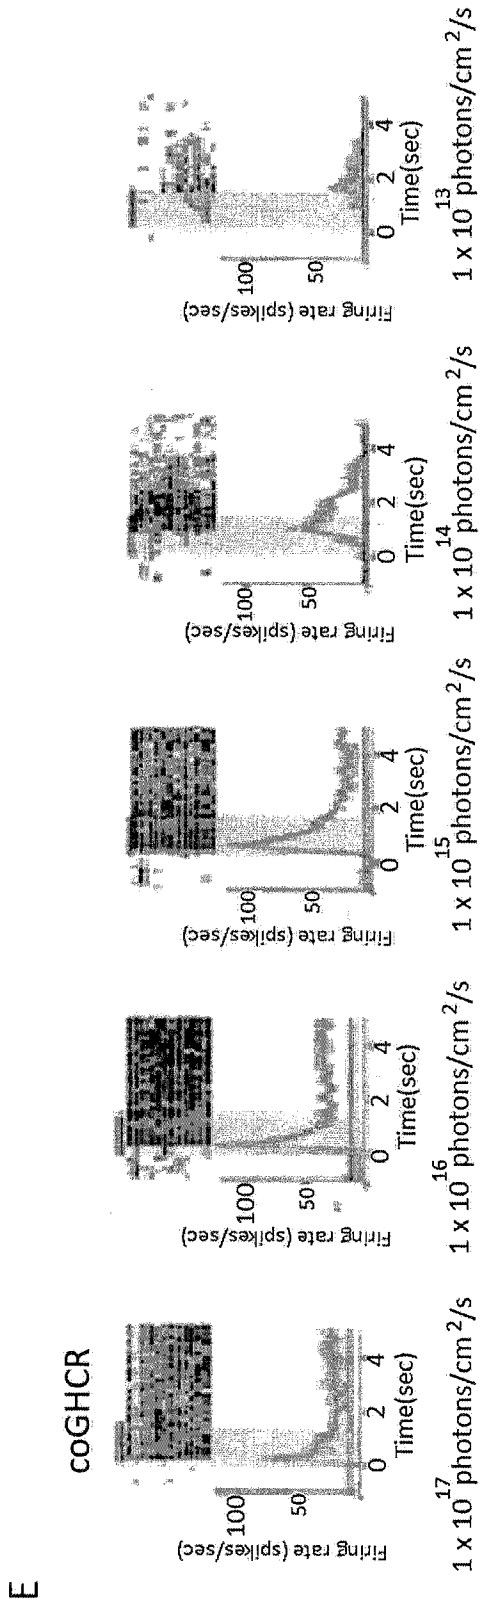 E
coGHCR
Firing rate (spikes/sec)
100
50
0 2 4
Time(sec)
1 x 10^17 photons/cm^2/s
Firing rate (spikes/sec)
100
50
0 2 4
Time(sec)
1 x 10^16 photons/cm^2/s
Firing rate (spikes/sec)
100
50
0 2 4
Time(sec)
1 x 10^15 photons/cm^2/s
Firing rate (spikes/sec)
100
50
0 2 4
Time(sec)
1 x 10^14 photons/cm^2/s
Firing rate (spikes/sec)
100
50
0 2 4
Time(sec)
1 x 10^13 photons/cm^2/s